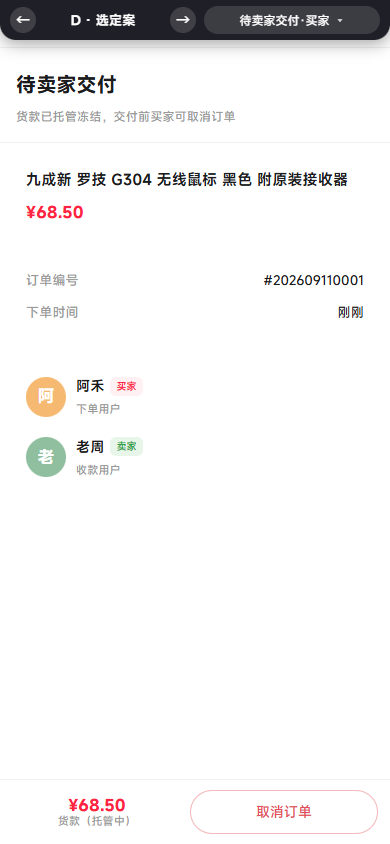 ← D · 选定案 → 待卖家交付·买家
待卖家交付
货款已托管冻结，交付前买家可取消订单
九成新 罗技 G304 无线鼠标 黑色 附原装接收器
¥68.50
订单编号 #202609110001
下单时间 刚刚
阿 阿禾 买家
下单用户
老 老周 卖家
收款用户
¥68.50
货款（托管中）
取消订单